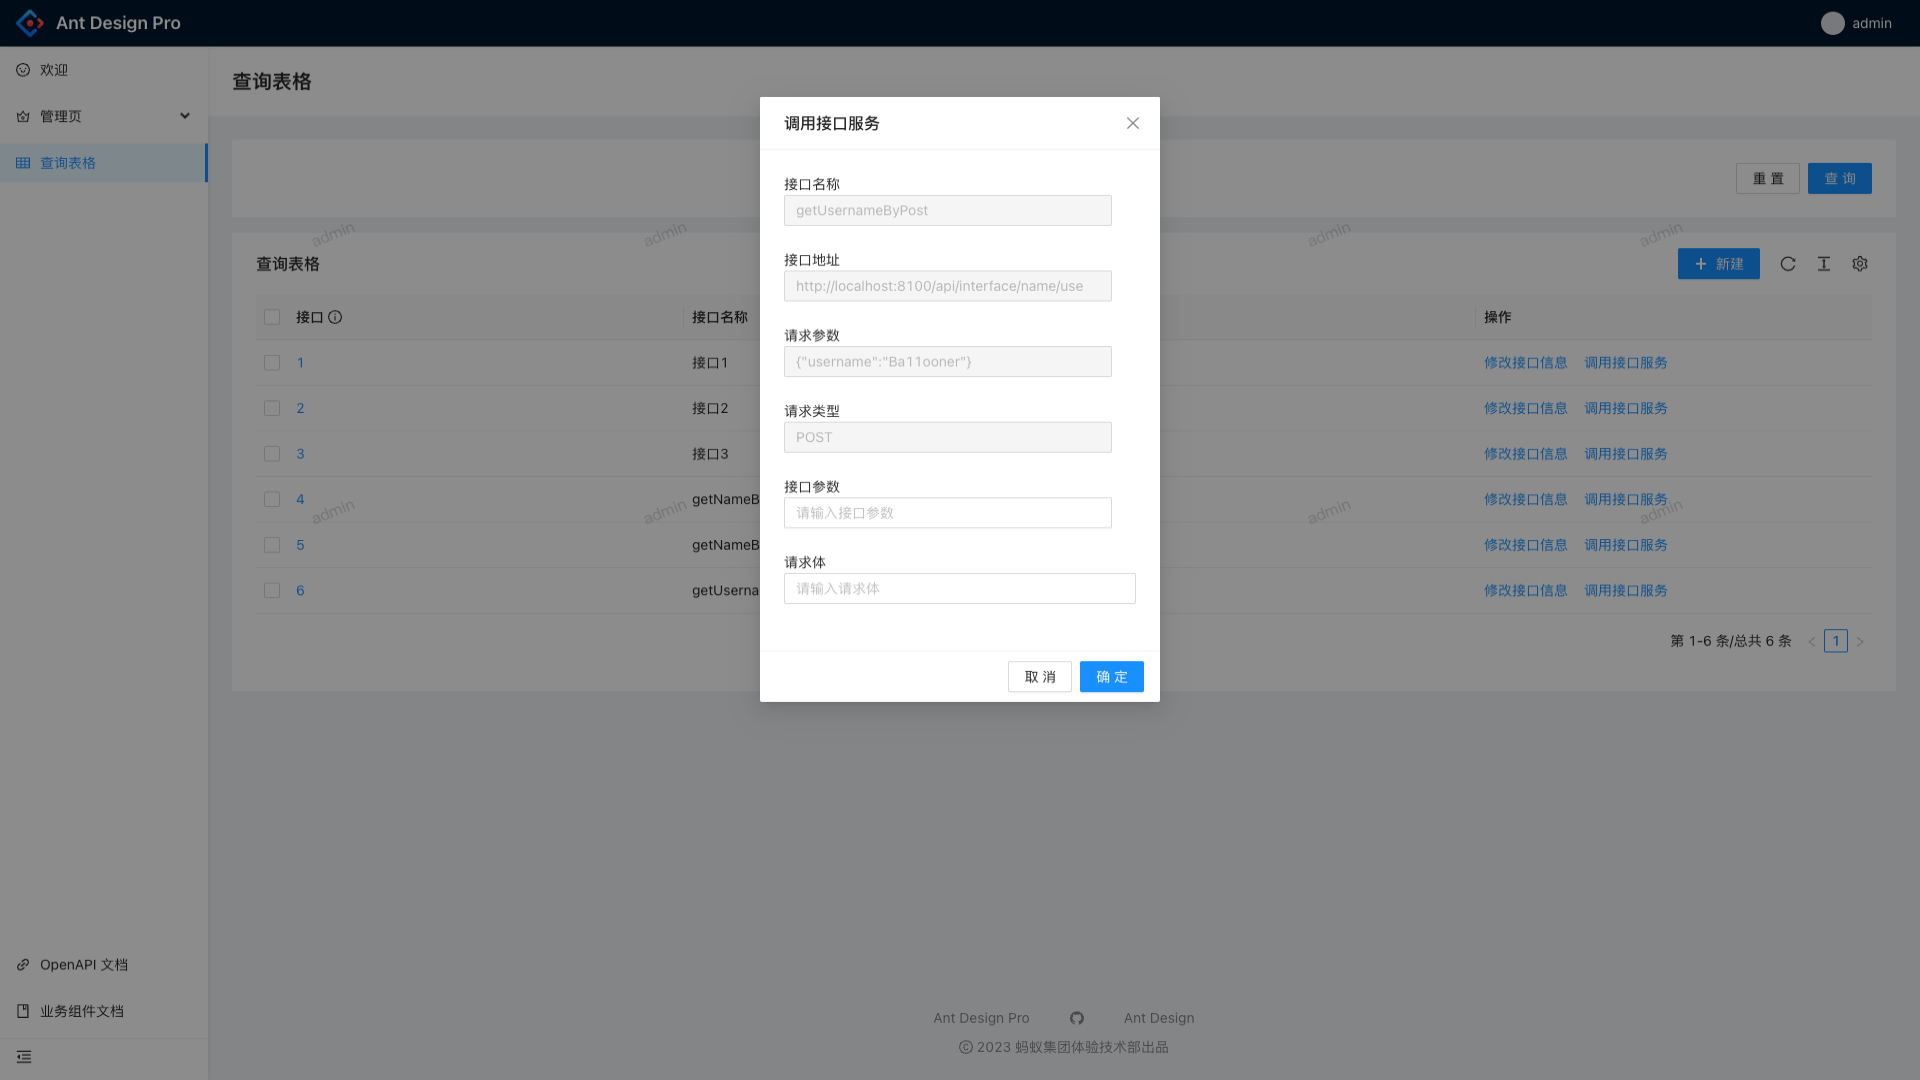 Ant Design Pro
admin
欢迎
管理页
查询表格
查询表格
重 置
查 询
查询表格
新建
接口
接口名称
操作
1
接口1
修改接口信息 调用接口服务
2
接口2
修改接口信息 调用接口服务
3
接口3
修改接口信息 调用接口服务
4
getNameB
修改接口信息 调用接口服务
5
getNameB
修改接口信息 调用接口服务
6
getUserna
修改接口信息 调用接口服务
第 1-6 条/总共 6 条
1
admin
admin
admin
admin
admin
admin
admin
admin
调用接口服务
接口名称
getUsernameByPost
接口地址
http://localhost:8100/api/interface/name/use
请求参数
{"username":"Ba11ooner"}
请求类型
POST
接口参数
请输入接口参数
请求体
请输入请求体
取 消
确 定
OpenAPI 文档
业务组件文档
Ant Design Pro
Ant Design
© 2023 蚂蚁集团体验技术部出品